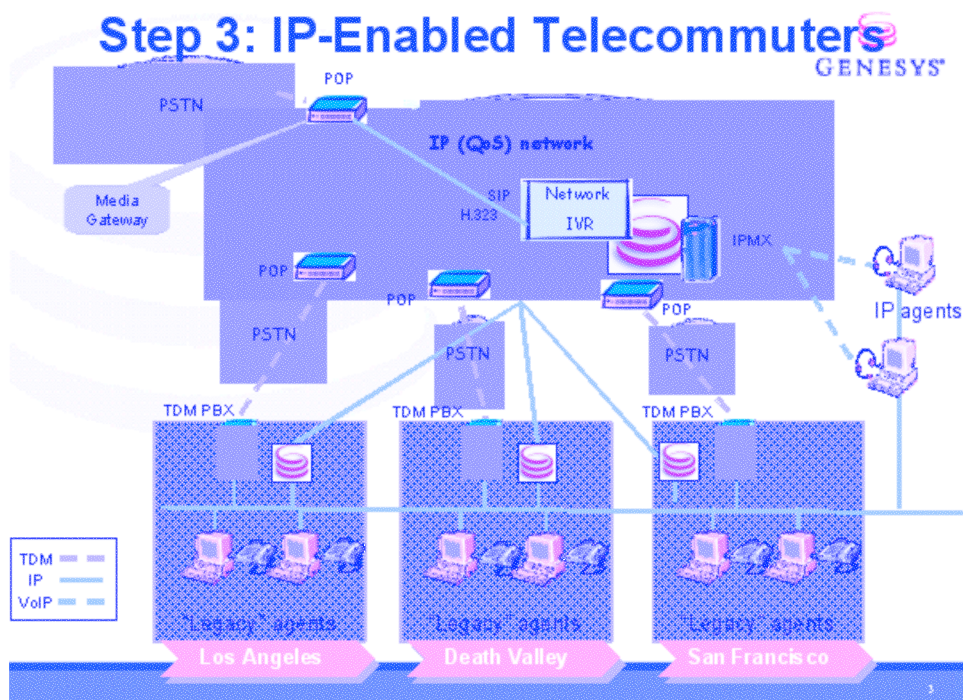 Step 3: IP-Enabled Telecommuters
GENESYS
POP
PSTN
IP (QoS) network
Media
Gateway
SIP
H.323
Network
IVR
IPMX
POP
POP
POP
IP agents
PSTN
PSTN
PSTN
TDM PBX
TDM PBX
TDM PBX
TDM
IP
VoIP
"Legacy" agents
"Legacy" agents
"Legacy" agents
Los Angeles
Death Valley
San Francisco
3